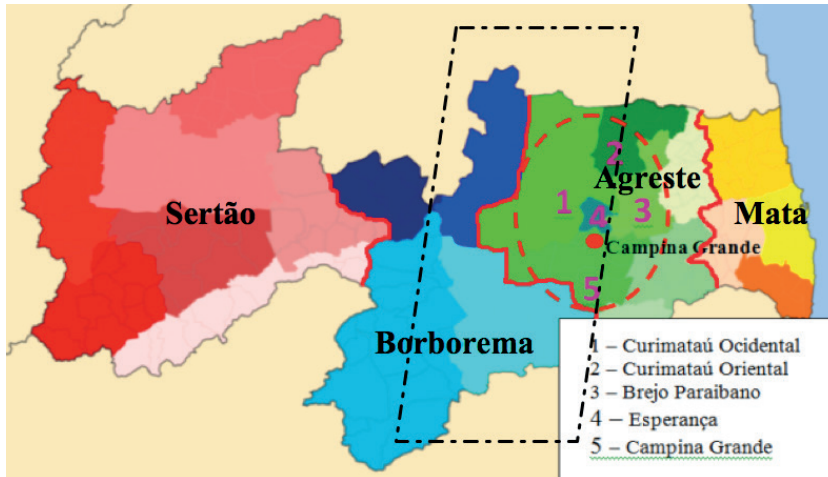 2
Agreste
1
4
3
Sertão
Mata
Campina Grande
5
Borborema
1 – Curimataú Ocidental
2 – Curimataú Oriental
3 – Brejo Paraibano
4 – Esperança
5 – Campina Grande